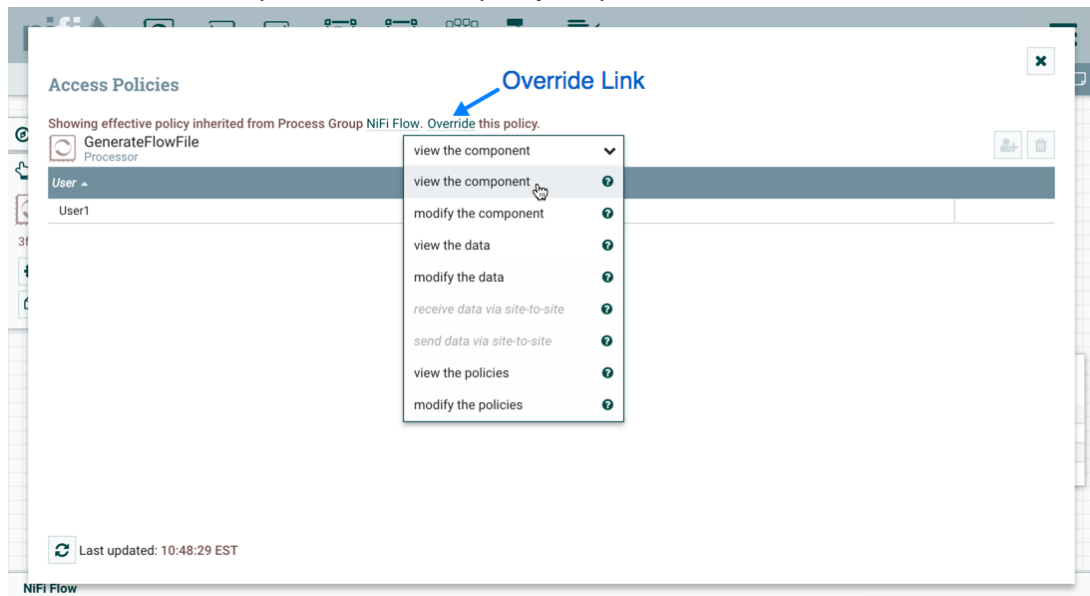 Access Policies
Override Link
Showing effective policy inherited from Process Group NiFi Flow. Override this policy.
GenerateFlowFile
Processor
view the component
User
view the component
User1
modify the component
view the data
modify the data
receive data via site-to-site
send data via site-to-site
view the policies
modify the policies
Last updated: 10:48:29 EST
NiFi Flow